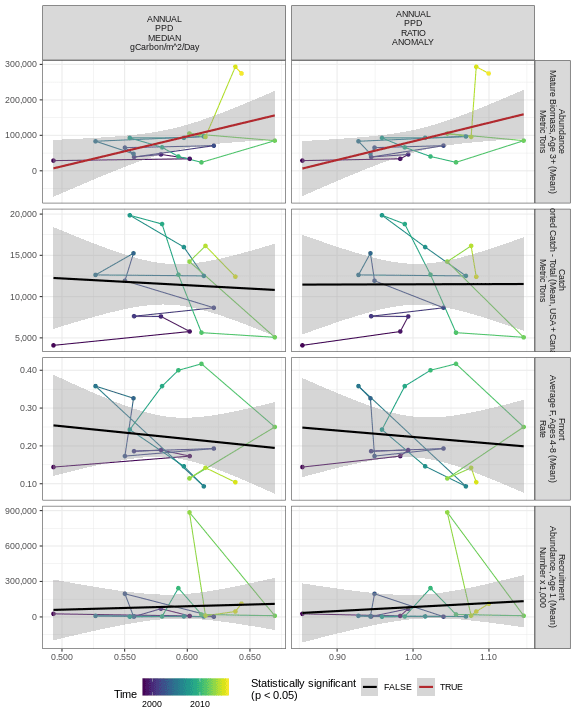 ANNUAL
PPD
MEDIAN
gCarbon/m^2/Day
ANNUAL
PPD
RATIO
ANOMALY
300,000
200,000
100,000
0
Abundance
Mature Biomass, Age 3+ (Mean)
Metric Tons
20,000
15,000
10,000
5,000
Catch
orted Catch - Total (Mean, USA + Cana
Metric Tons
0.40
0.30
0.20
0.10
Fmort
Average F, Ages 4-8 (Mean)
Rate
900,000
600,000
300,000
0
Recruitment
Abundance, Age 1 (Mean)
Number x 1,000
0.500 0.550 0.600 0.650
0.90 1.00 1.10
Time
2000 2010
Statistically significant
(p < 0.05)
FALSE TRUE